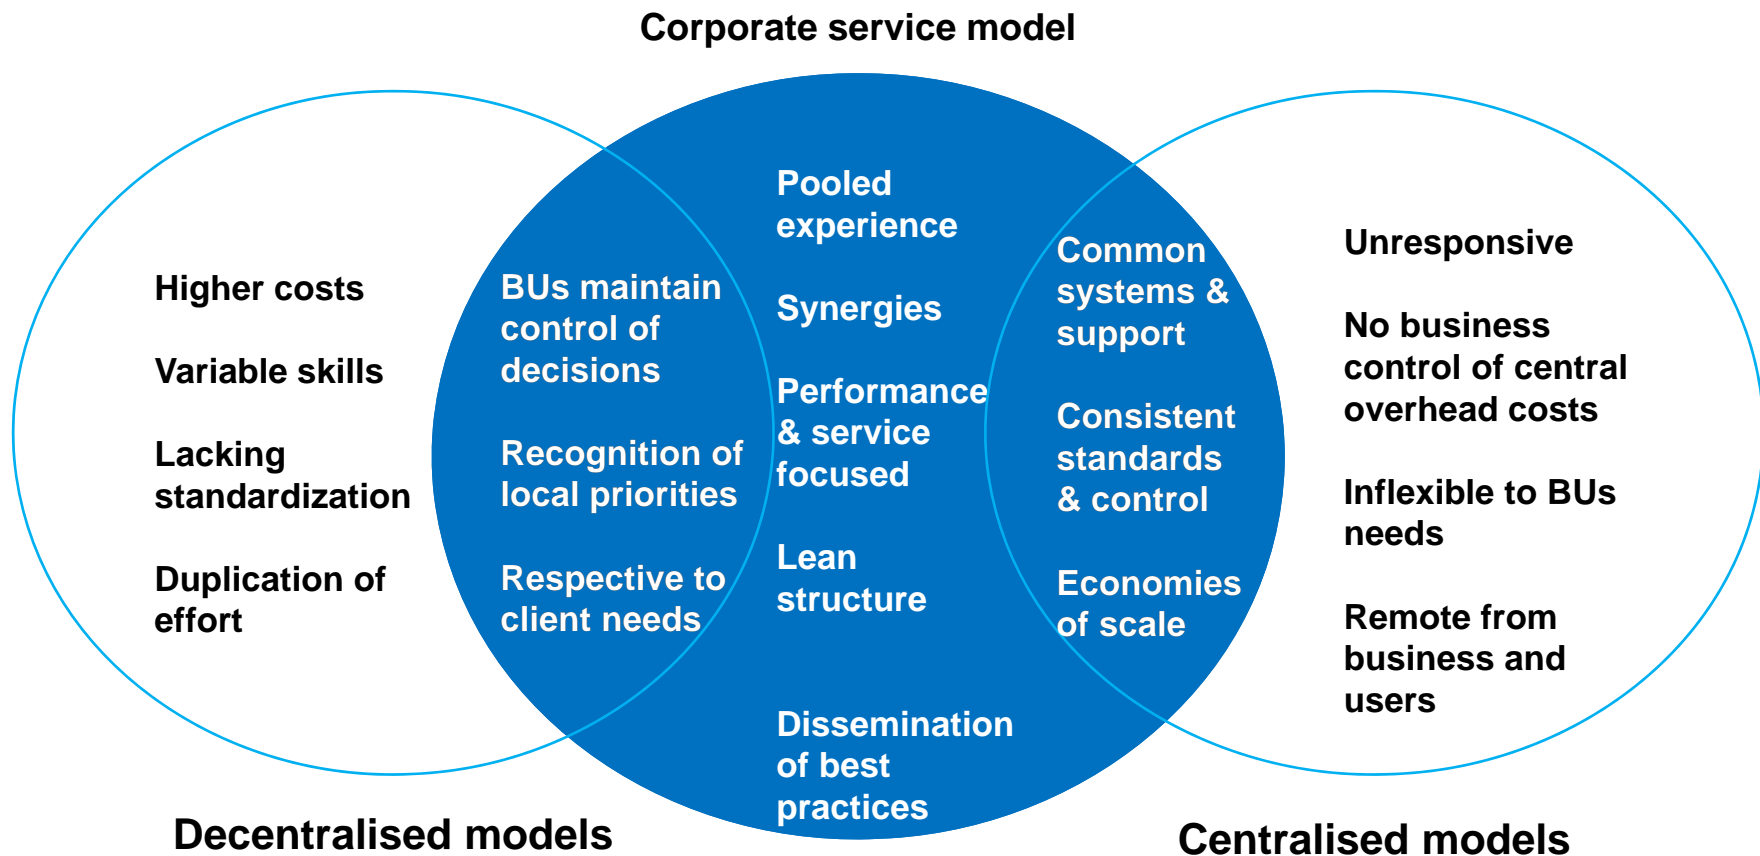 Corporate service model
Higher costs
Variable skills
Lacking
standardization
Duplication of
effort
BUs maintain
control of
decisions
Recognition of
local priorities
Respective to
client needs
Pooled
experience
Synergies
Performance
& service
focused
Lean
structure
Dissemination
of best
practices
Common
systems &
support
Consistent
standards
& control
Economies
of scale
Unresponsive
No business
control of central
overhead costs
Inflexible to BUs
needs
Remote from
business and
users
Decentralised models
Centralised models